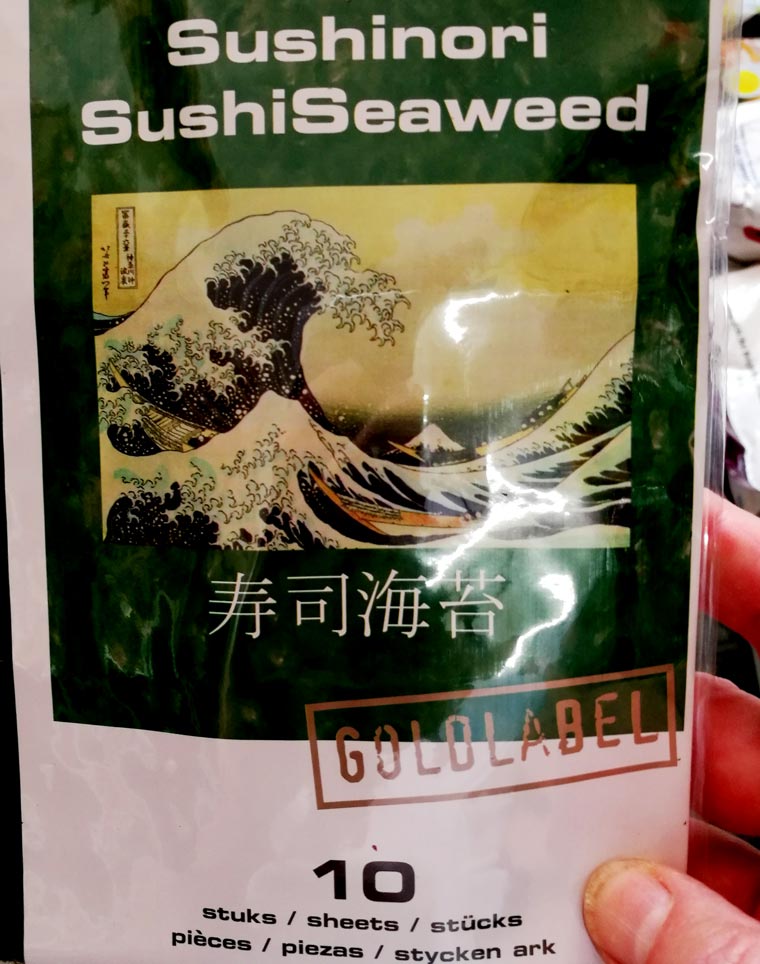 Sushinori
SushiSeaweed
寿司海苔
GOLDLABEL
10
stuks / sheets / stücks
pièces / piezas / stycken ark